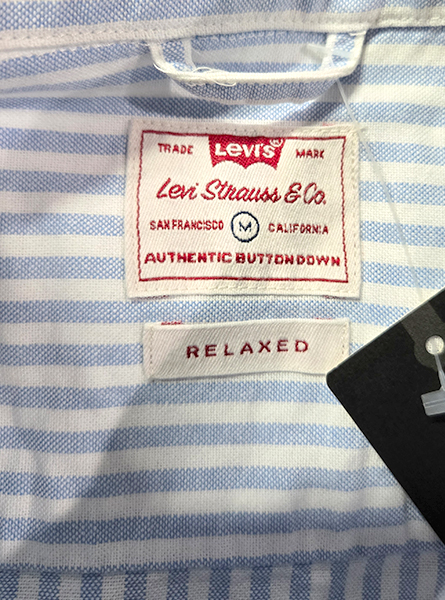 TRADE Levi's MARK
Levi Strauss & Co.
SAN FRANCISCO M CALIFORNIA
AUTHENTIC BUTTON DOWN
RELAXED